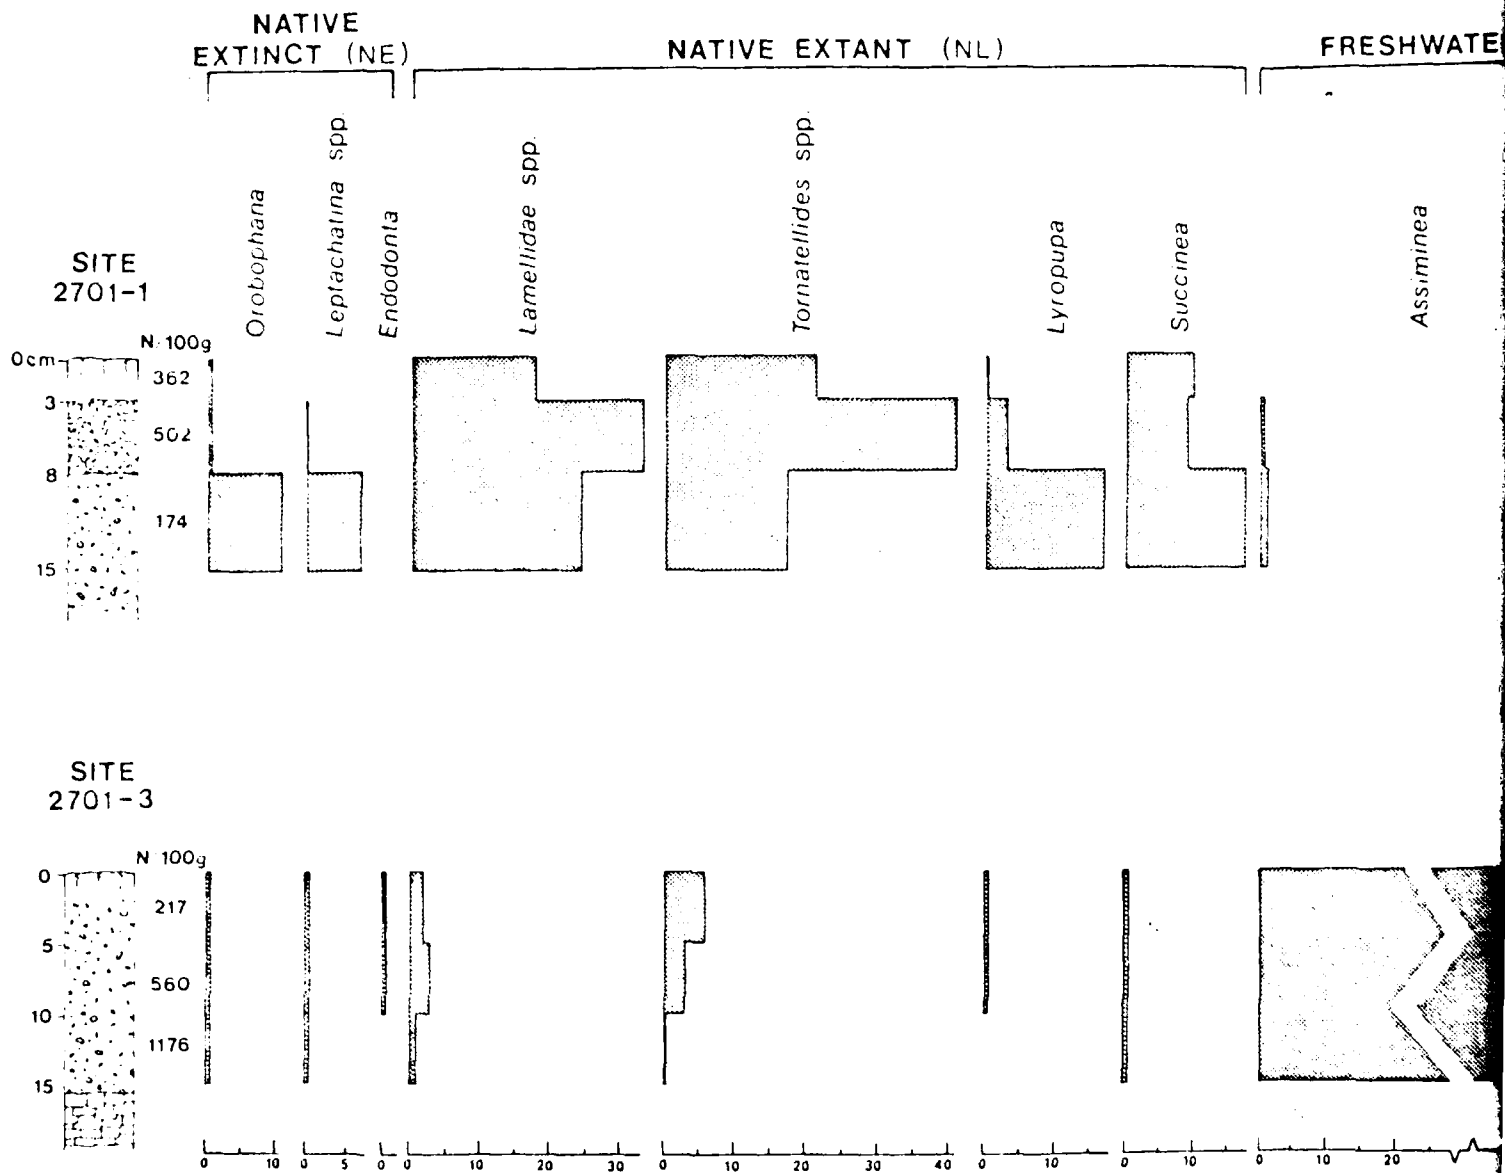 NATIVE
EXTINCT (NE)
NATIVE EXTANT (NL)
FRESHWATE
Orobophana
Leptachatina spp.
Endodonta
Lamellidae spp.
Tornatellides spp.
Lyropupa
Succinea
Assiminea
SITE
2701-1
N: 100g
0cm
362
3
502
8
174
15
SITE
2701-3
N: 100g
0
217
5
560
10
1176
15
0 10 0 5 0 0 10 20 30 0 10 20 30 40 0 10 0 10 0 10 20